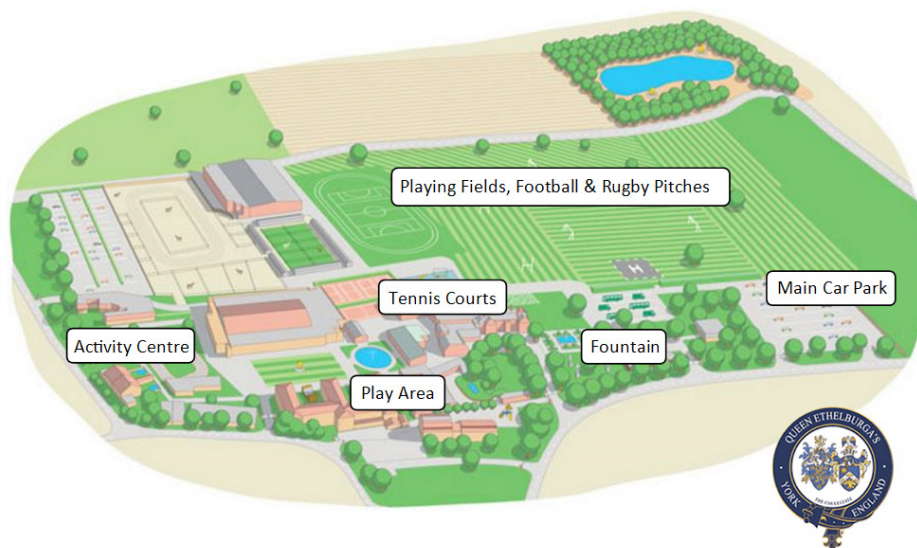 Playing Fields, Football & Rugby Pitches
Main Car Park
Tennis Courts
Activity Centre
Fountain
Play Area
H
QUEEN ETHELBURGA'S
YORK
ENGLAND